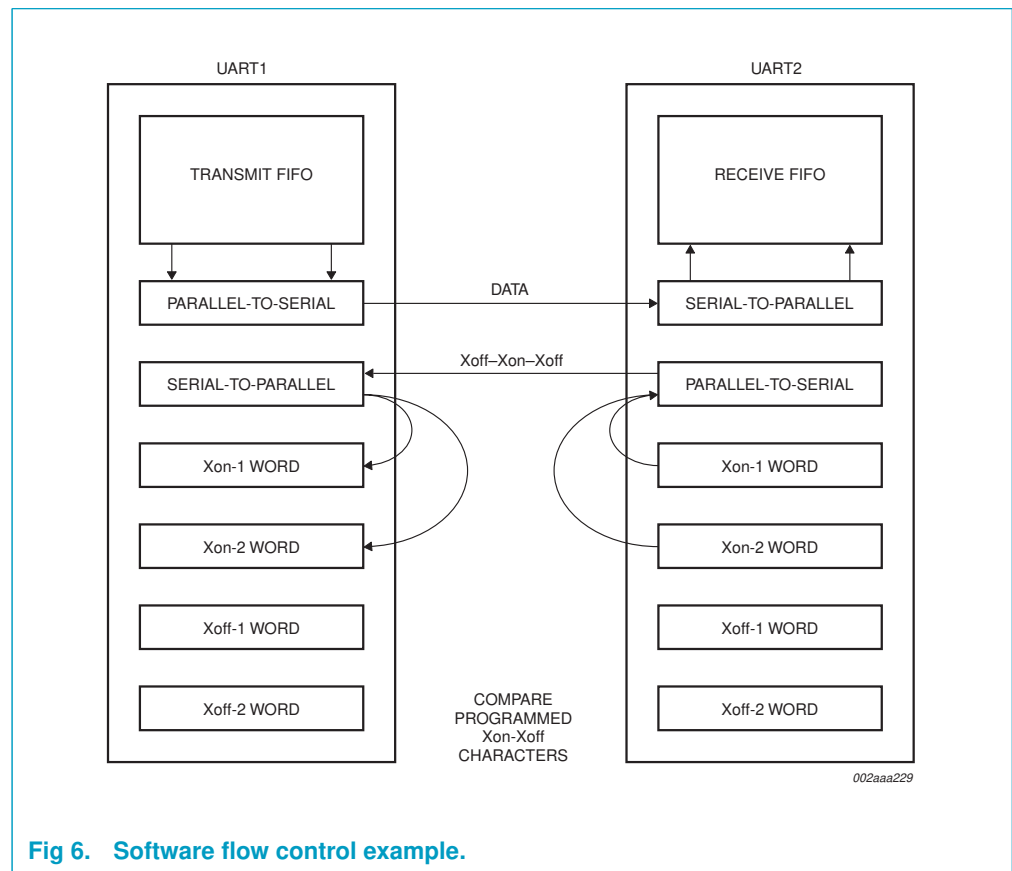 UART1
UART2
TRANSMIT FIFO
RECEIVE FIFO
PARALLEL-TO-SERIAL
DATA
SERIAL-TO-PARALLEL
Xoff–Xon–Xoff
SERIAL-TO-PARALLEL
PARALLEL-TO-SERIAL
Xon-1 WORD
Xon-1 WORD
Xon-2 WORD
Xon-2 WORD
Xoff-1 WORD
Xoff-1 WORD
Xoff-2 WORD
Xoff-2 WORD
COMPARE
PROGRAMMED
Xon-Xoff
CHARACTERS
002aaa229
Fig 6. Software flow control example.